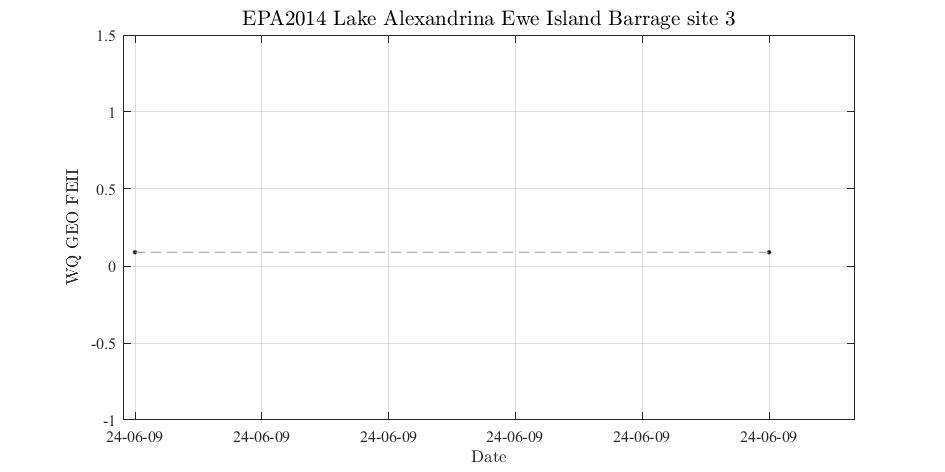 EPA2014 Lake Alexandrina Ewe Island Barrage site 3
1.5
1
0.5
0
-0.5
-1
WQ GEO FEII
24-06-09 24-06-09 24-06-09 24-06-09 24-06-09 24-06-09
Date